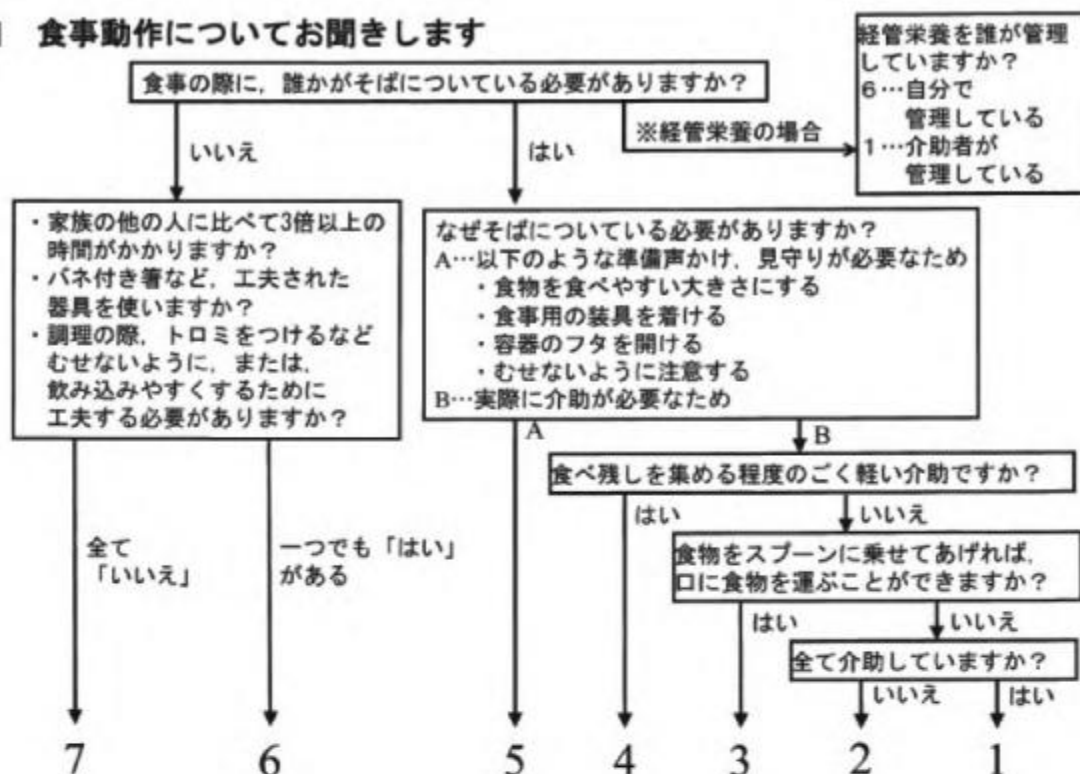 食事動作についてお聞きします
経管栄養を誰が管理
していますか？
6…自分で
管理している
1…介助者が
管理している
食事の際に，誰かがそばについている必要がありますか？
※経管栄養の場合
いいえ
はい
・家族の他の人に比べて3倍以上の
時間がかかりますか？
・バネ付き箸など，工夫された
器具を使いますか？
・調理の際，トロミをつけるなど
むせないように，または，
飲み込みやすくするために
工夫する必要がありますか？
なぜそばについている必要がありますか？
A…以下のような準備声かけ，見守りが必要なため
・食物を食べやすい大きさにする
・食事用の装具を着ける
・容器のフタを開ける
・むせないように注意する
B…実際に介助が必要なため
A
B
食べ残しを集める程度のごく軽い介助ですか？
はい
いいえ
全て
「いいえ」
一つでも「はい」
がある
食物をスプーンに乗せてあげれば，
口に食物を運ぶことができますか？
はい
いいえ
全て介助していますか？
いいえ
はい
7 6 5 4 3 2 1